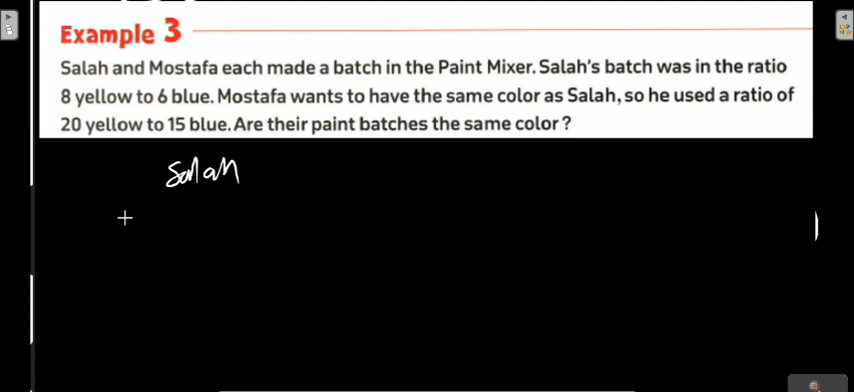 Example 3
Salah and Mostafa each made a batch in the Paint Mixer. Salah's batch was in the ratio
8 yellow to 6 blue. Mostafa wants to have the same color as Salah, so he used a ratio of
20 yellow to 15 blue. Are their paint batches the same color?
Salah